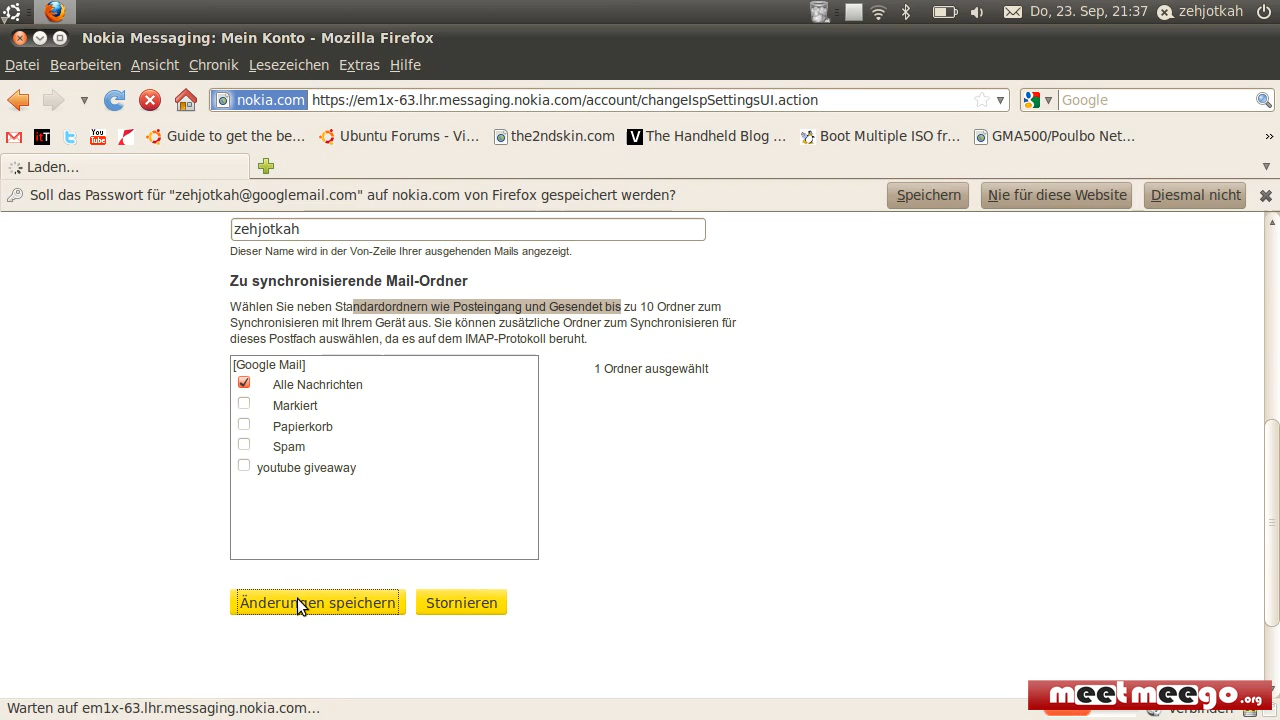 Do, 23. Sep, 21:37 zehjotkah
Nokia Messaging: Mein Konto - Mozilla Firefox
Datei Bearbeiten Ansicht Chronik Lesezeichen Extras Hilfe
nokia.com https://em1x-63.lhr.messaging.nokia.com/account/changeIspSettingsUI.action Google
itT You Tube Guide to get the be... Ubuntu Forums - Vi... the2ndskin.com V The Handheld Blog ... Boot Multiple ISO fr... GMA500/Poulbo Net... »
Laden...
Soll das Passwort für "zehjotkah@googlemail.com" auf nokia.com von Firefox gespeichert werden? Speichern Nie für diese Website Diesmal nicht
zehjotkah
Dieser Name wird in der Von-Zeile Ihrer ausgehenden Mails angezeigt.
Zu synchronisierende Mail-Ordner
Wählen Sie neben Standardordnern wie Posteingang und Gesendet bis zu 10 Ordner zum
Synchronisieren mit Ihrem Gerät aus. Sie können zusätzliche Ordner zum Synchronisieren für
dieses Postfach auswählen, da es auf dem IMAP-Protokoll beruht.
[Google Mail]
1 Ordner ausgewählt
Alle Nachrichten
Markiert
Papierkorb
Spam
youtube giveaway
Änderungen speichern Stornieren
meetmeego.org
Warten auf em1x-63.lhr.messaging.nokia.com...